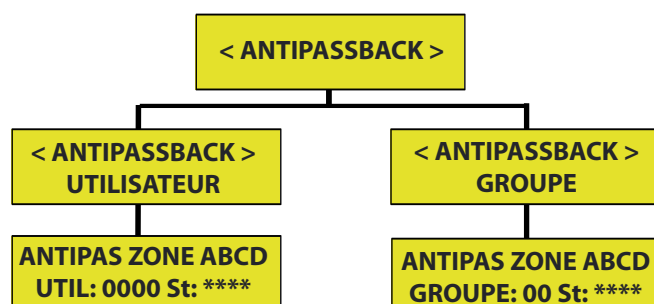 < ANTIPASSBACK >
< ANTIPASSBACK >
UTILISATEUR
< ANTIPASSBACK >
GROUPE
ANTIPAS ZONE ABCD
UTIL: 0000 St: ****
ANTIPAS ZONE ABCD
GROUPE: 00 St: ****